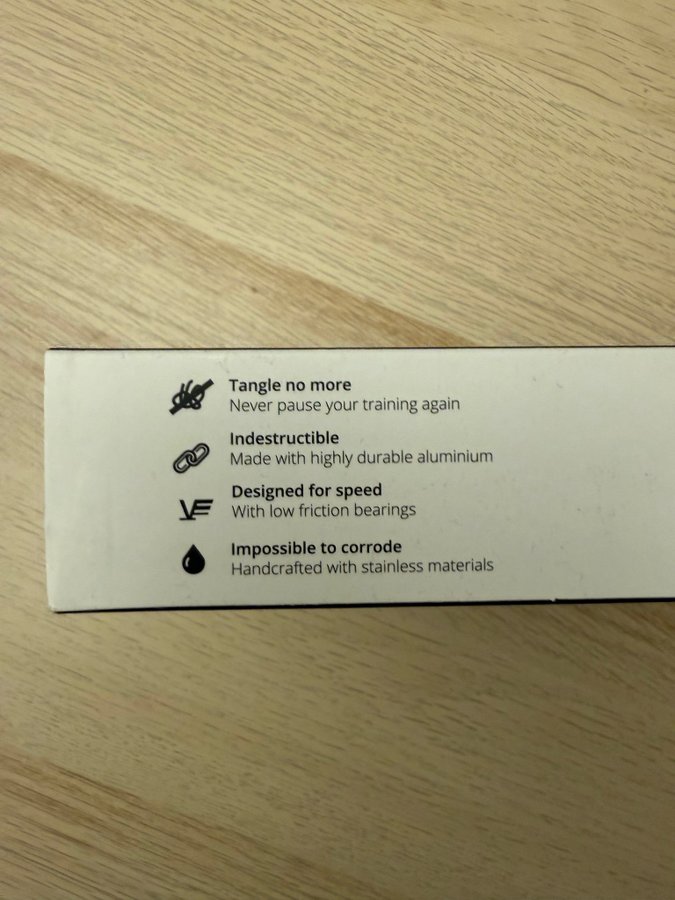 Tangle no more
Never pause your training again
Indestructible
Made with highly durable aluminium
Designed for speed
With low friction bearings
Impossible to corrode
Handcrafted with stainless materials